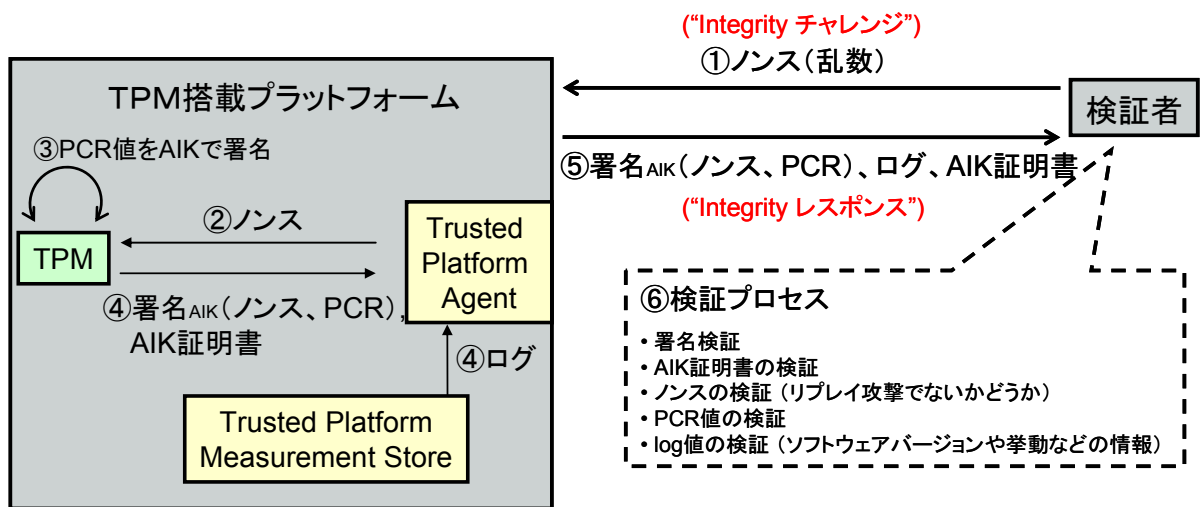 (“Integrity チャレンジ”)
①ノンス（乱数）
TPM搭載プラットフォーム
検証者
③PCR値をAIKで署名
⑤署名AIK（ノンス、PCR）、ログ、AIK証明書
(“Integrity レスポンス”)
②ノンス
TPM
Trusted
Platform
Agent
④署名AIK（ノンス、PCR）,
AIK証明書
④ログ
Trusted Platform
Measurement Store
⑥検証プロセス
• 署名検証
• AIK証明書の検証
• ノンスの検証（リプレイ攻撃でないかどうか）
• PCR値の検証
• log値の検証（ソフトウェアバージョンや挙動などの情報）